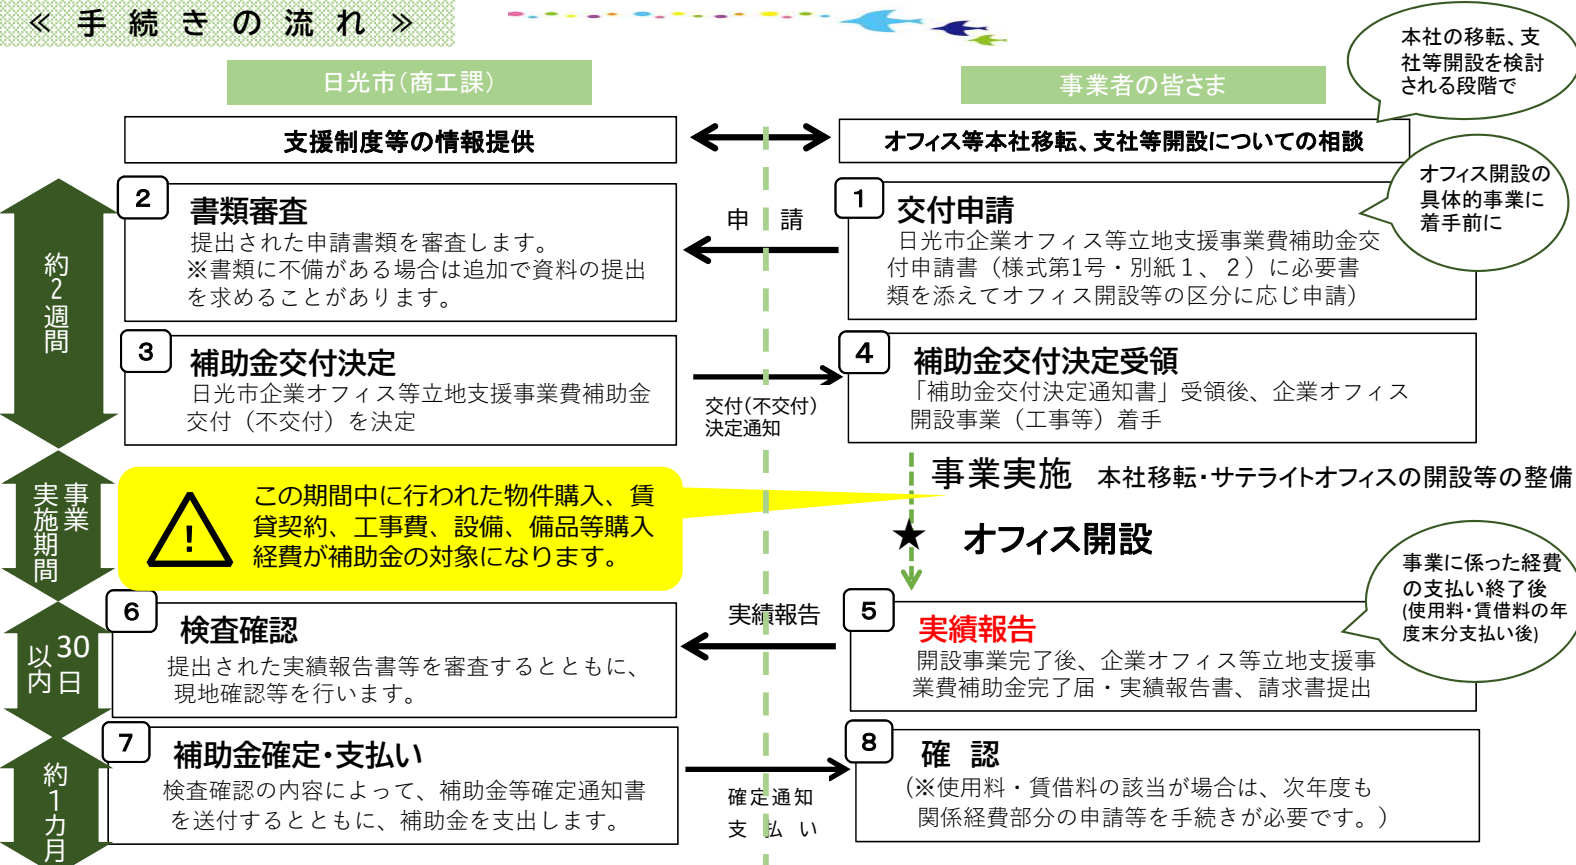 ≪ 手 続 き の 流 れ ≫
日光市(商工課)
事業者の皆さま
本社の移転、支
社等開設を検討
される段階で
支援制度等の情報提供
オフィス等本社移転、支社等開設についての相談
オフィス開設の
具体的事業に
着手前に
約2週間
2
書類審査
提出された申請書類を審査します。
※書類に不備がある場合は追加で資料の提出
を求めることがあります。
申 請
1
交付申請
日光市企業オフィス等立地支援事業費補助金交
付申請書（様式第1号・別紙１、２）に必要書
類を添えてオフィス開設等の区分に応じ申請）
3
補助金交付決定
日光市企業オフィス等立地支援事業費補助金
交付（不交付）を決定
交付(不交付)
決定通知
4
補助金交付決定受領
「補助金交付決定通知書」受領後、企業オフィス
開設事業（工事等）着手
事業
実施期間
!
この期間中に行われた物件購入、賃
貸契約、工事費、設備、備品等購入
経費が補助金の対象になります。
事業実施 本社移転・サテライトオフィスの開設等の整備
★ オフィス開設
事業に係った経費
の支払い終了後
(使用料・賃借料の年
度末分支払い後)
30日
以内
6
検査確認
提出された実績報告書等を審査するとともに、
現地確認等を行います。
実績報告
5
実績報告
開設事業完了後、企業オフィス等立地支援事
業費補助金完了届・実績報告書、請求書提出
約1カ月
7
補助金確定・支払い
検査確認の内容によって、補助金等確定通知書
を送付するとともに、補助金を支出します。
確定通知
支 払 い
8
確 認
(※使用料・賃借料の該当が場合は、次年度も
関係経費部分の申請等を手続きが必要です。)